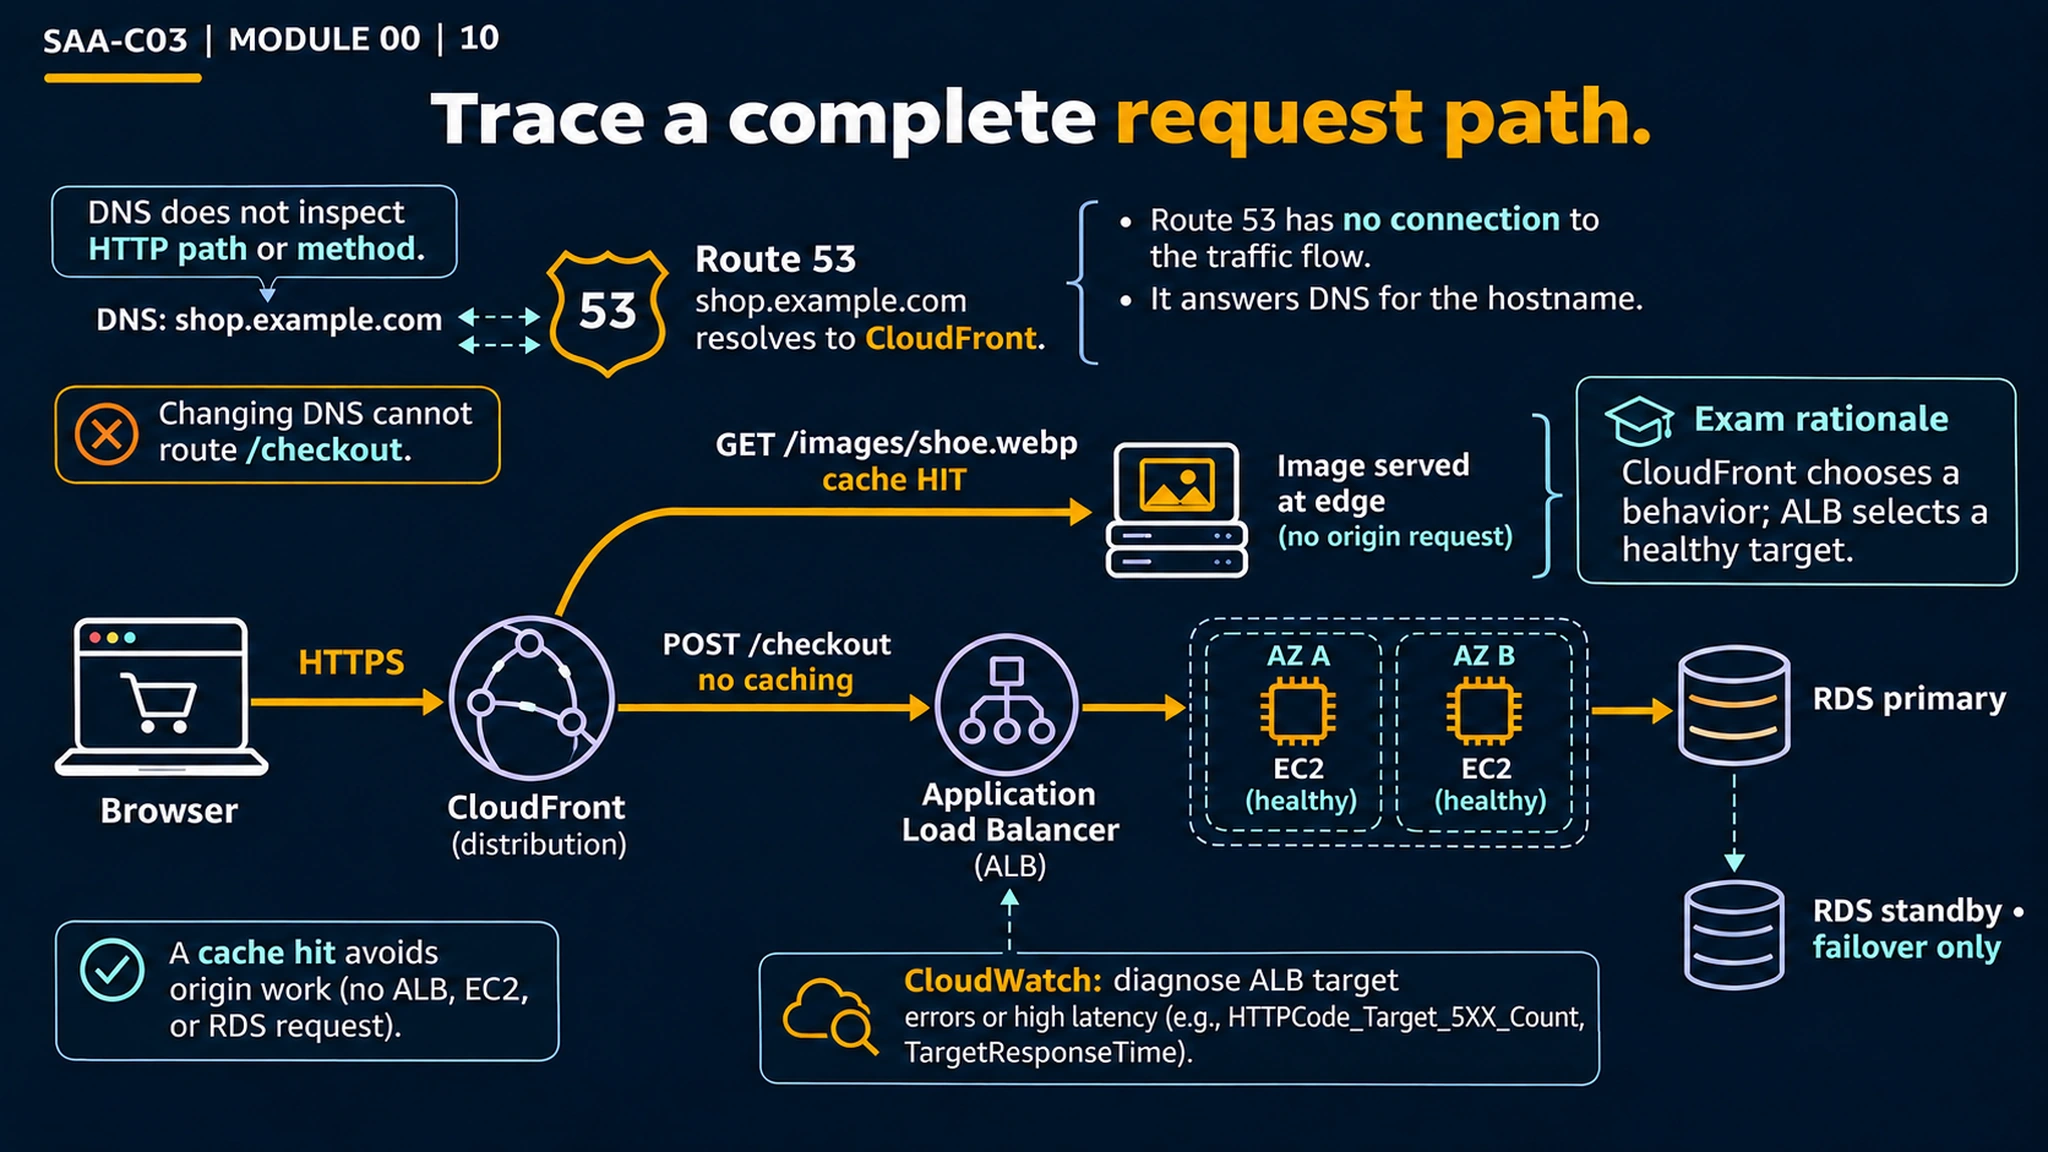 SAA-C03 | MODULE 00 | 10
Trace a complete request path.
DNS does not inspect
HTTP path or method.
DNS: shop.example.com
53
Route 53
shop.example.com
resolves to CloudFront.
• Route 53 has no connection to
the traffic flow.
• It answers DNS for the hostname.
Changing DNS cannot
route /checkout.
GET /images/shoe.webp
cache HIT
Image served
at edge
(no origin request)
Exam rationale
CloudFront chooses a
behavior; ALB selects a
healthy target.
Browser
HTTPS
CloudFront
(distribution)
POST /checkout
no caching
Application
Load Balancer
(ALB)
AZ A
EC2
(healthy)
AZ B
EC2
(healthy)
RDS primary
RDS standby •
failover only
A cache hit avoids
origin work (no ALB, EC2,
or RDS request).
CloudWatch: diagnose ALB target
errors or high latency (e.g., HTTPCode_Target_5XX_Count,
TargetResponseTime).